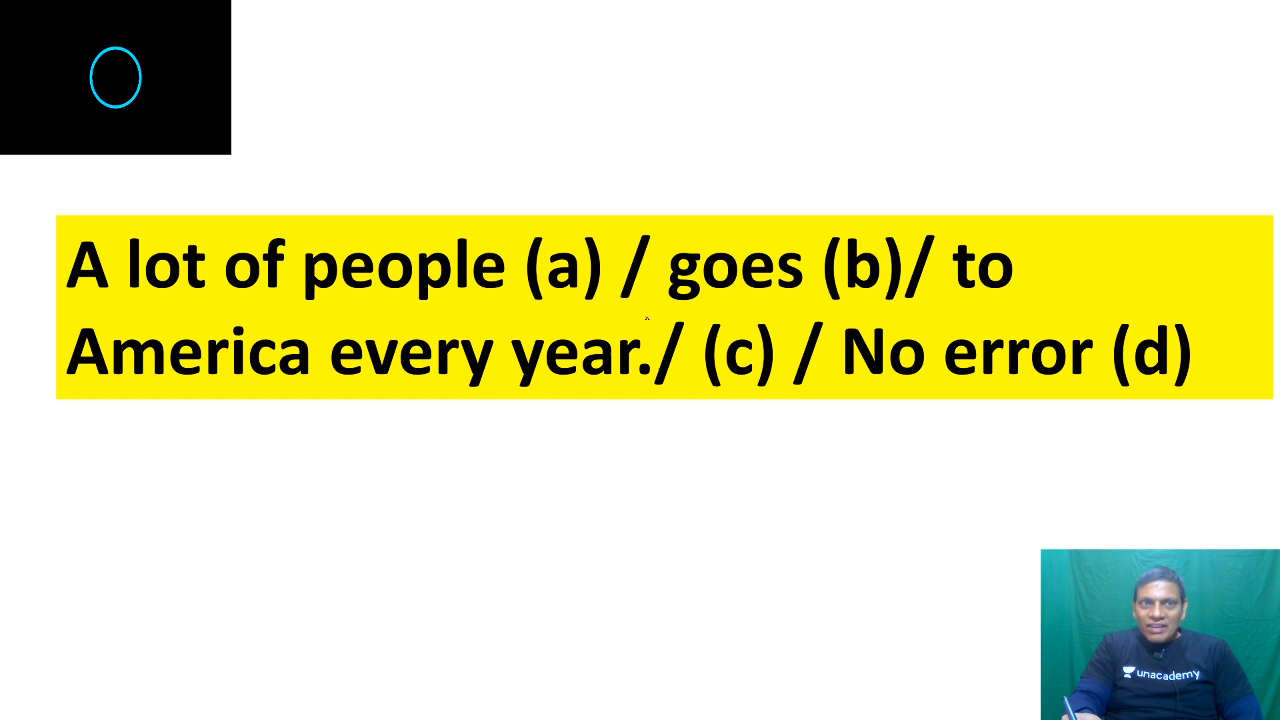 A lot of people (a) / goes (b)/ to
America every year./ (c) / No error (d)
unacademy